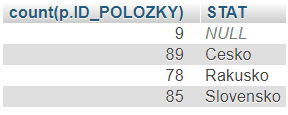 count(p.ID_POLOZKY) STAT
9 NULL
89 Cesko
78 Rakusko
85 Slovensko